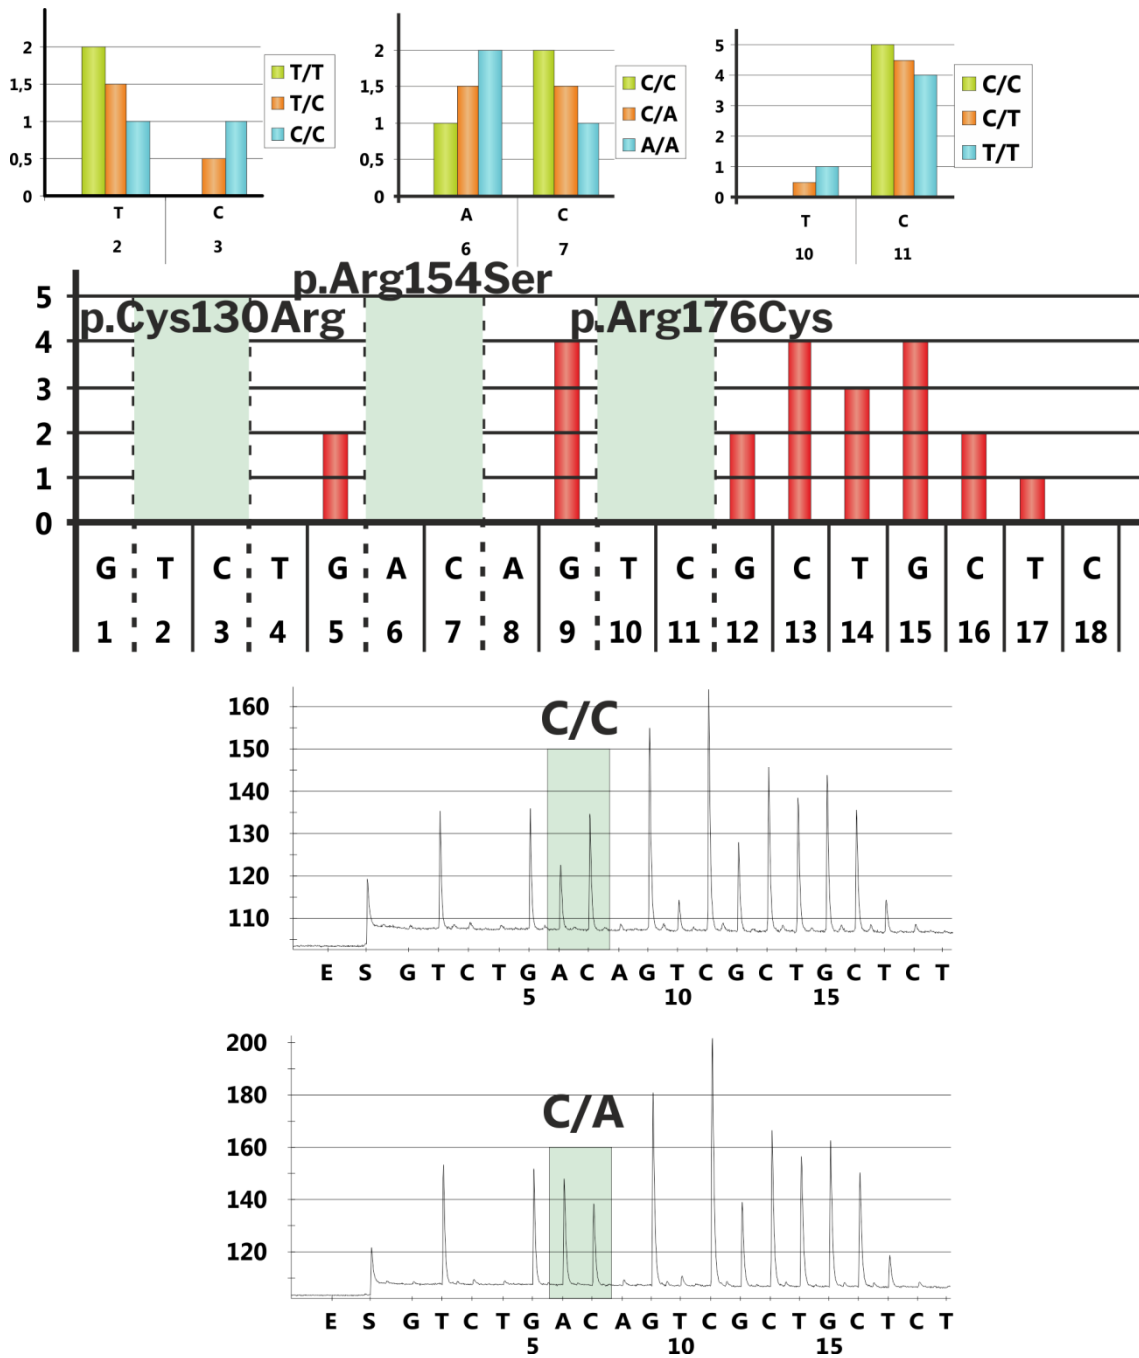 2
1,5
1
0,5
0
T C
2 3
T/T
T/C
C/C
2
1,5
1
0,5
0
A C
6 7
C/C
C/A
A/A
5
4
3
2
1
0
T C
10 11
C/C
C/T
T/T
p.Arg154Ser
p.Cys130Arg p.Arg176Cys
5
4
3
2
1
0
G T C T G A C A G T C G C T G C T C
1 2 3 4 5 6 7 8 9 10 11 12 13 14 15 16 17 18
C/C
160
150
140
130
120
110
E S G T C T G A C A G T C G C T G C T C T
5 10 15
C/A
200
180
160
140
120
E S G T C T G A C A G T C G C T G C T C T
5 10 15